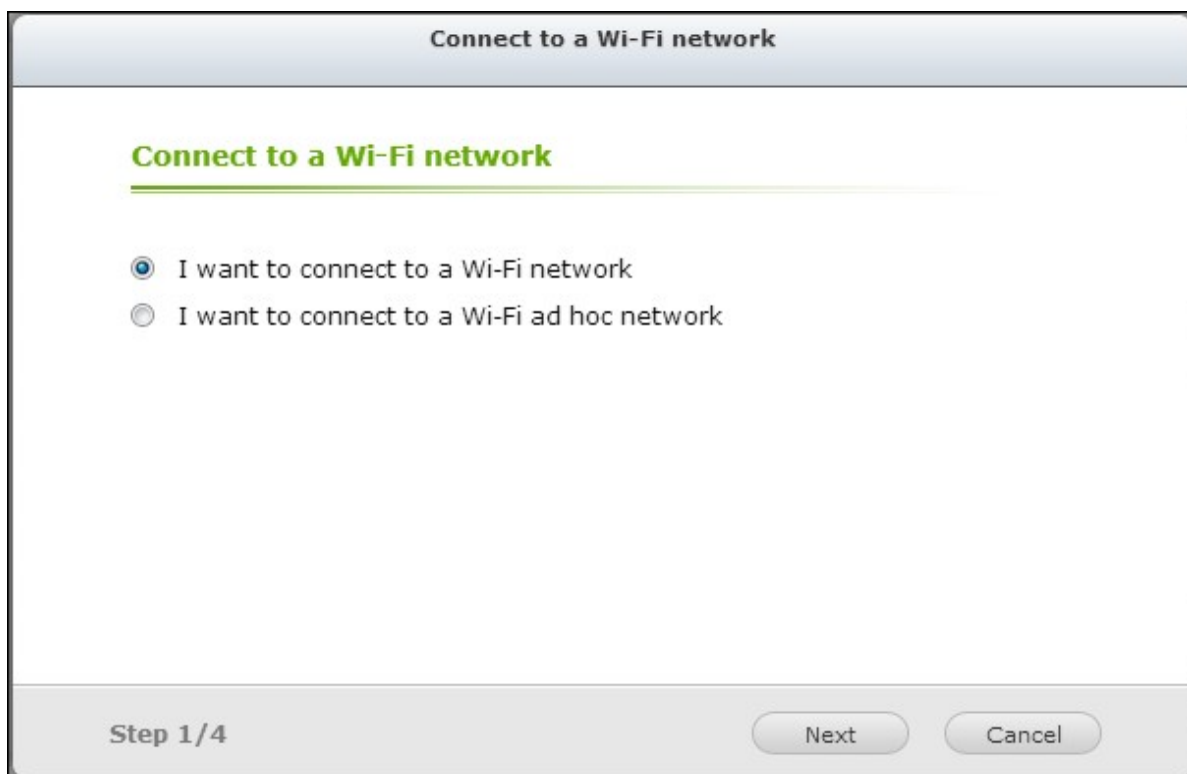 Connect to a Wi-Fi network
Connect to a Wi-Fi network
I want to connect to a Wi-Fi network
I want to connect to a Wi-Fi ad hoc network
Step 1/4
Next
Cancel